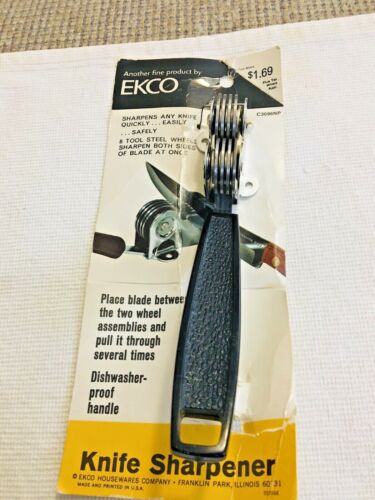 Another fine product by
EKCO
$1.69
C3096NP
SHARPENS ANY KNIFE
QUICKLY . . . EASILY
. . . SAFELY
8 TOOL STEEL WHEELS
SHARPEN BOTH SIDES
OF BLADE AT ONCE
Place blade between
the two wheel
assemblies and
pull it through
several times
Dishwasher-
proof
handle
Knife Sharpener
© EKCO HOUSEWARES COMPANY • FRANKLIN PARK, ILLINOIS 60131
MADE AND PRINTED IN U.S.A.